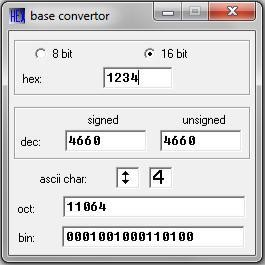 HEX base convertor
8 bit 16 bit
hex: 1234
signed unsigned
dec: 4660 4660
ascii char: ↕ 4
oct: 11064
bin: 0001001000110100